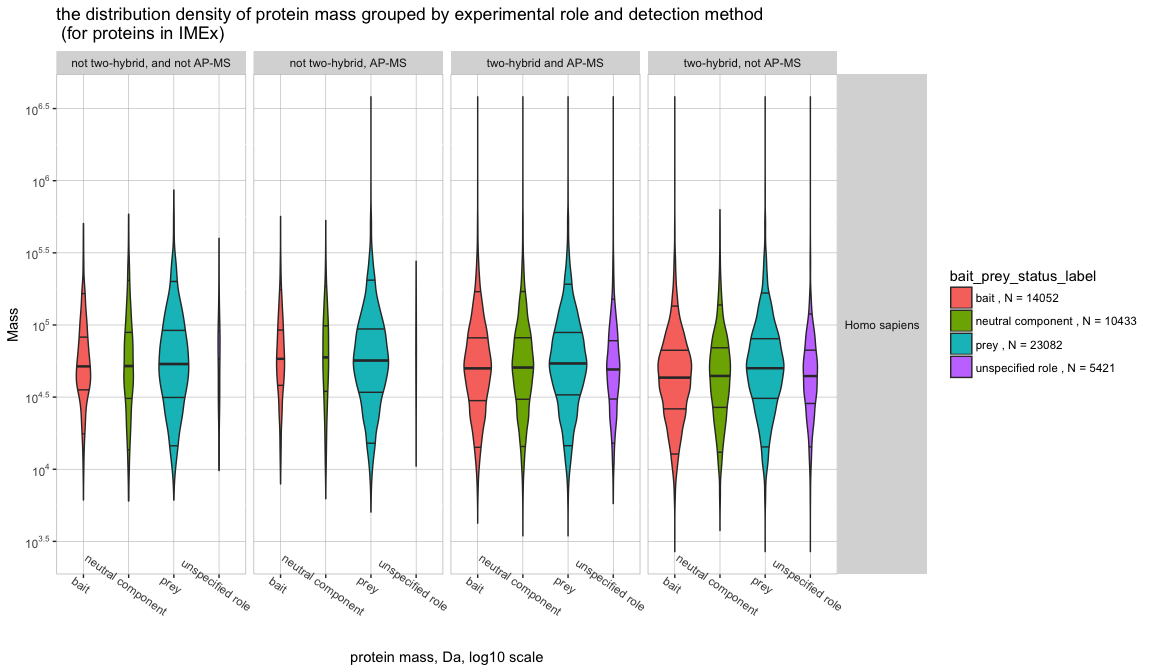 the distribution density of protein mass grouped by experimental role and detection method
(for proteins in IMEx)
not two-hybrid, and not AP-MS
not two-hybrid, AP-MS
two-hybrid and AP-MS
two-hybrid, not AP-MS
Mass
10^6.5
10^6
10^5.5
10^5
10^4.5
10^4
10^3.5
Homo sapiens
bait_prey_status_label
bait , N = 14052
neutral component , N = 10433
prey , N = 23082
unspecified role , N = 5421
bait
neutral component
prey
unspecified role
bait
neutral component
prey
unspecified role
bait
neutral component
prey
unspecified role
bait
neutral component
prey
unspecified role
protein mass, Da, log10 scale